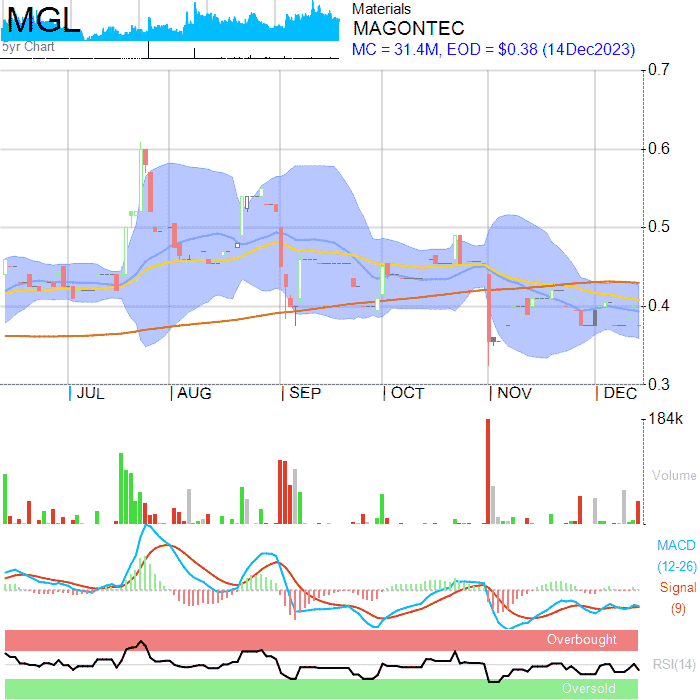 MGL
5yr Chart
Materials
MAGONTEC
MC = 31.4M, EOD = $0.38 (14Dec2023)
0.7
0.6
0.5
0.4
0.3
JUL AUG SEP OCT NOV DEC
184k
Volume
MACD
(12-26)
Signal
(9)
Overbought
RSI(14)
Oversold